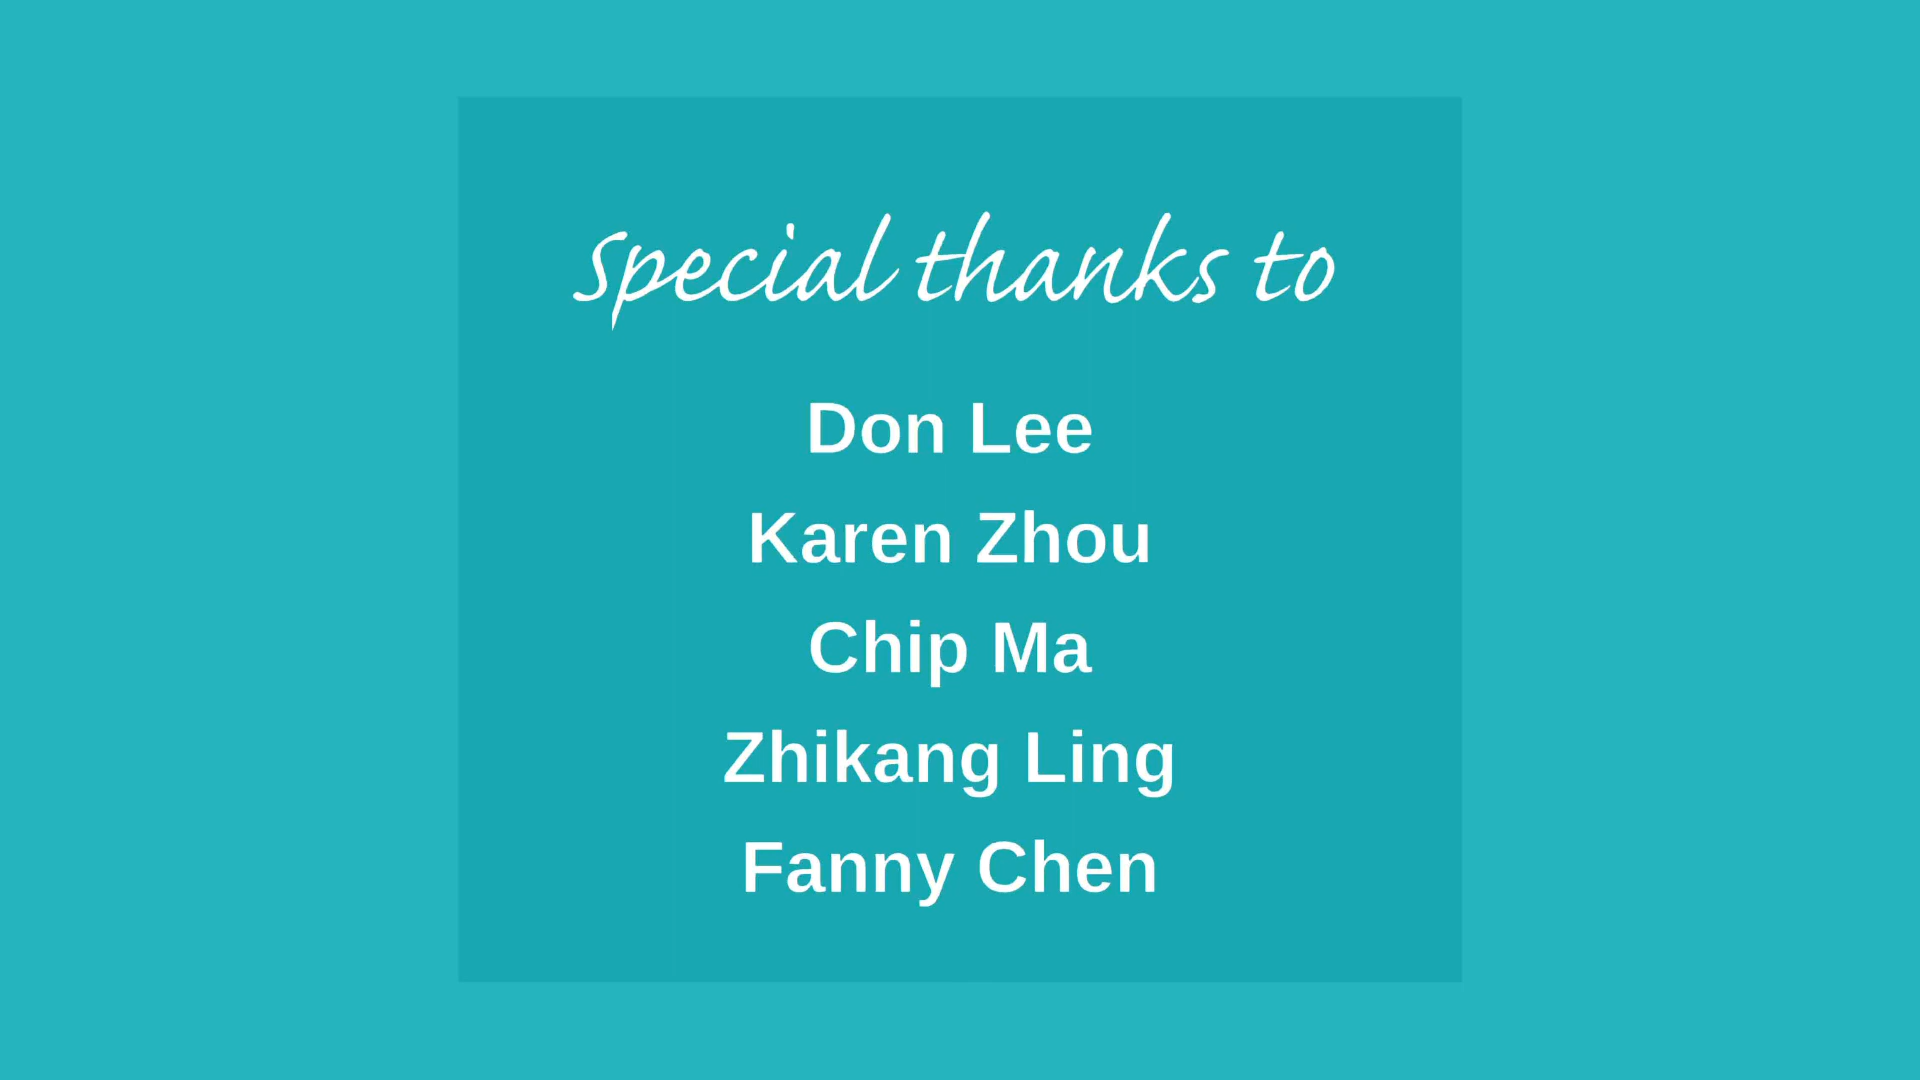 special thanks to
Don Lee
Karen Zhou
Chip Ma
Zhikang Ling
Fanny Chen